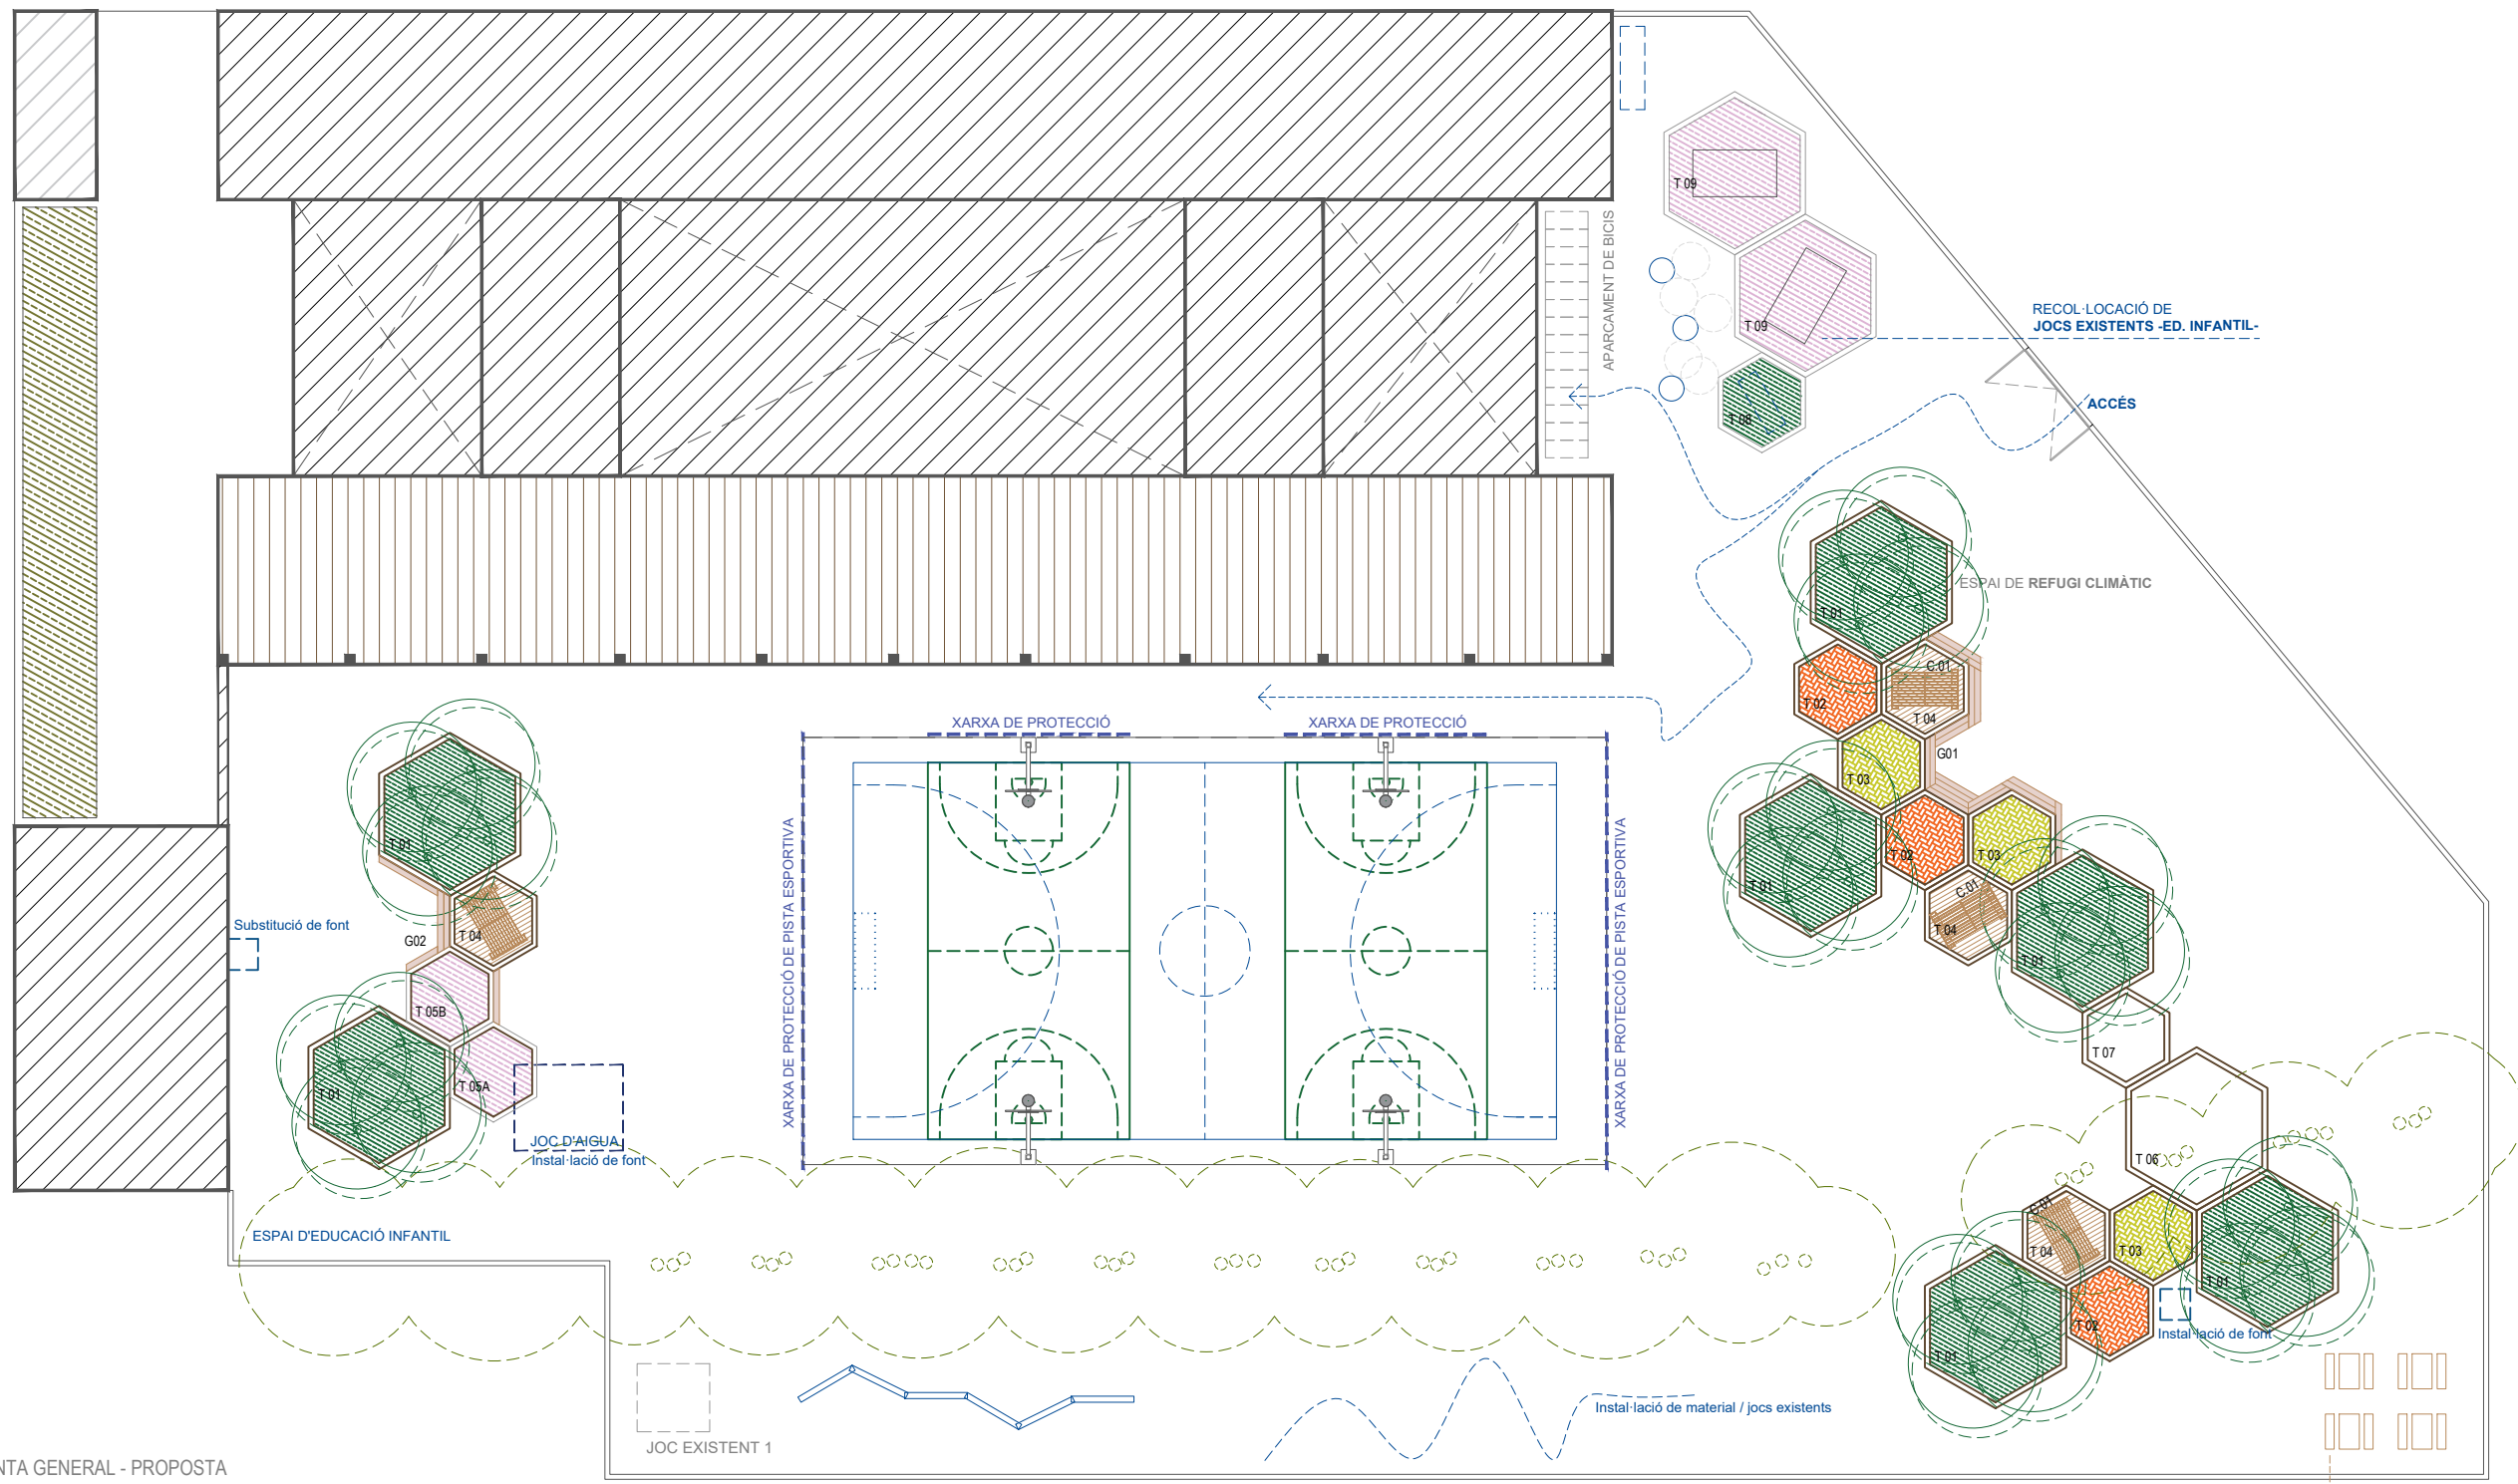 T 09
APARCAMENT DE BICIS
T 09
RECOL·LOCACIÓ DE
JOCS EXISTENTS -ED. INFANTIL-
T 08
ACCÉS
ESPAI DE REFUGI CLIMÀTIC
T 01
C.01
T 02
T 04
XARXA DE PROTECCIÓ
XARXA DE PROTECCIÓ
G01
T 03
XARXA DE PROTECCIÓ DE PISTA ESPORTIVA
XARXA DE PROTECCIÓ DE PISTA ESPORTIVA
T 01
T 02
T 03
T 01
C.01
T 04
Substitució de font
T 04
G02
T 01
T 05B
T 07
T 05A
T 01
JOC D'AIGUA
Instal·lació de font
T 06
C.01
ESPAI D'EDUCACIÓ INFANTIL
T 04
T 03
T 01
T 02
Instal·lació de font
T 01
Instal·lació de material / jocs existents
JOC EXISTENT 1
NTA GENERAL - PROPOSTA